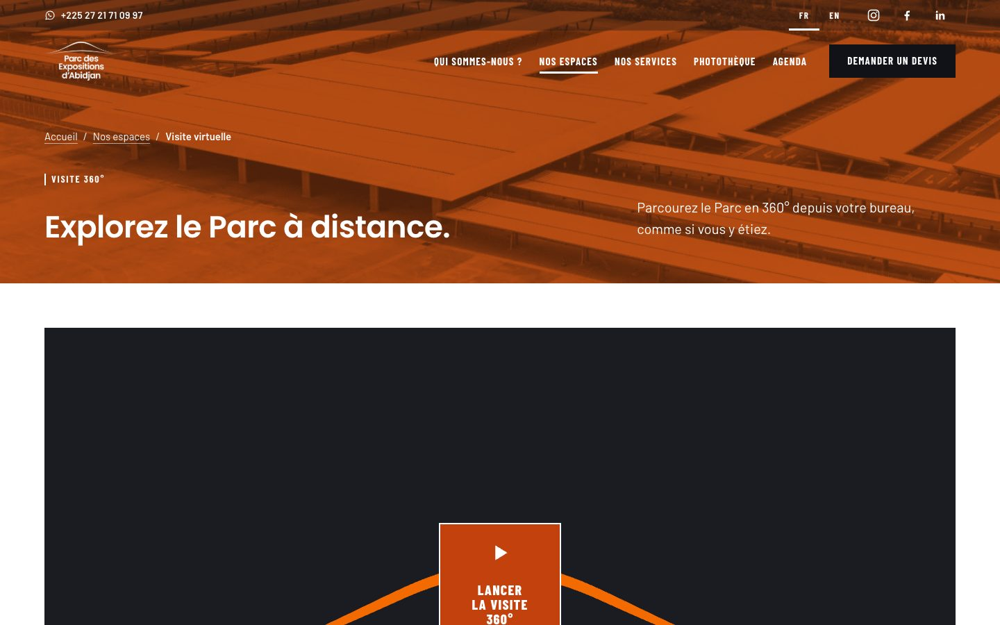 +225 27 21 71 09 97
FR
EN
Parc des
Expositions
d'Abidjan
QUI SOMMES-NOUS ?
NOS ESPACES
NOS SERVICES
PHOTOTHÈQUE
AGENDA
DEMANDER UN DEVIS
Accueil / Nos espaces / Visite virtuelle
VISITE 360°
Explorez le Parc à distance.
Parcourez le Parc en 360° depuis votre bureau,
comme si vous y étiez.
LANCER
LA VISITE
360°